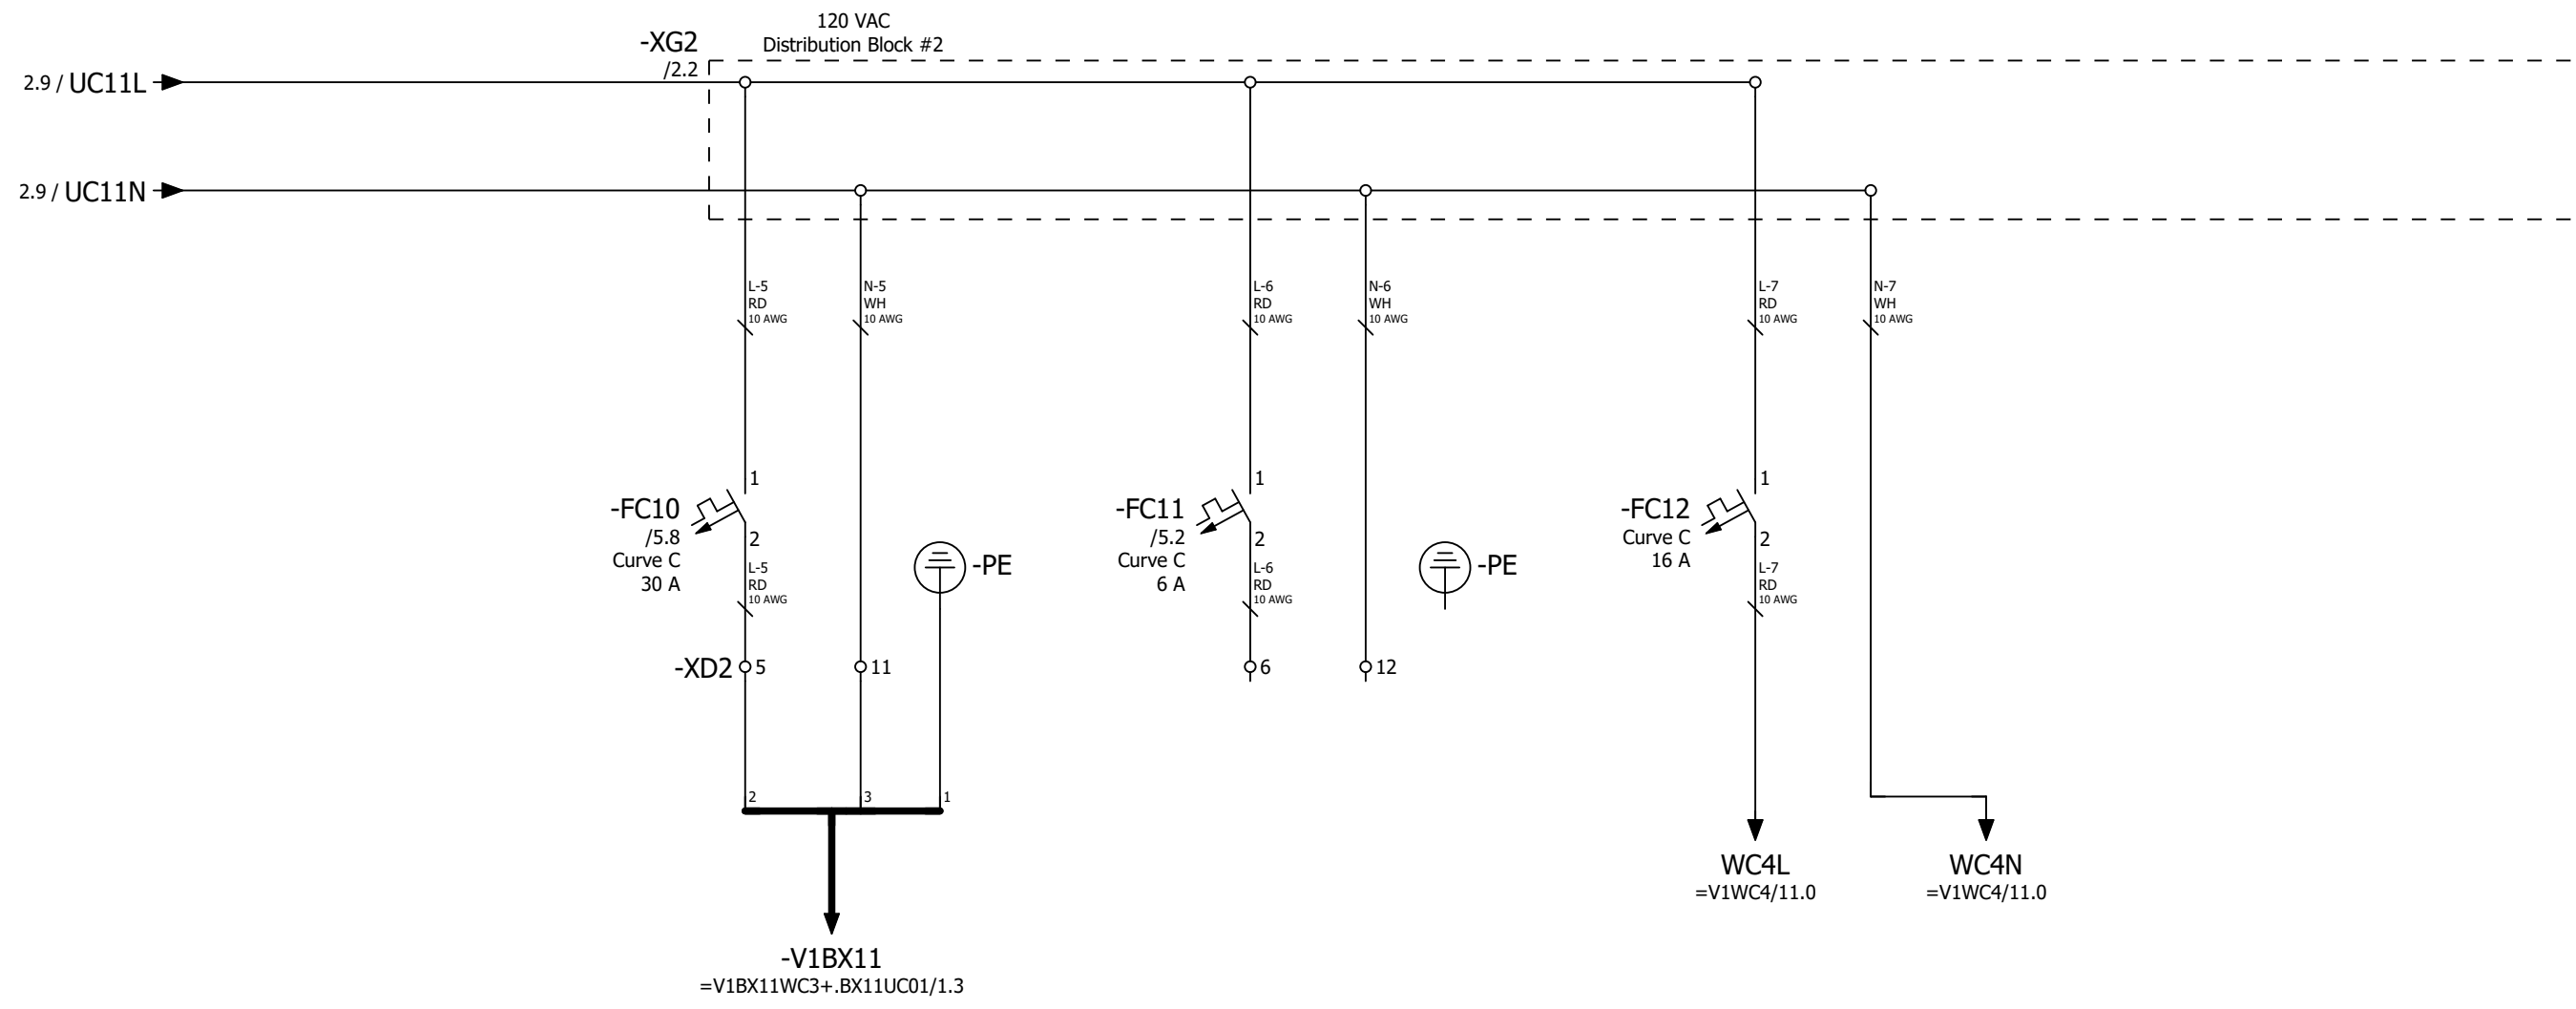 120 VAC
Distribution Block #2
-XG2
/2.2
2.9 / UC11L
2.9 / UC11N
L-5
RD
10 AWG
N-5
WH
10 AWG
L-6
RD
10 AWG
N-6
WH
10 AWG
L-7
RD
10 AWG
N-7
WH
10 AWG
-FC10
/5.8
Curve C
30 A
1
2
L-5
RD
10 AWG
-PE
-FC11
/5.2
Curve C
6 A
1
2
L-6
RD
10 AWG
-PE
-FC12
Curve C
16 A
1
2
L-7
RD
10 AWG
-XD2
5
11
6
12
2
3
1
WC4L
=V1WC4/11.0
WC4N
=V1WC4/11.0
-V1BX11
=V1BX11WC3+.BX11UC01/1.3